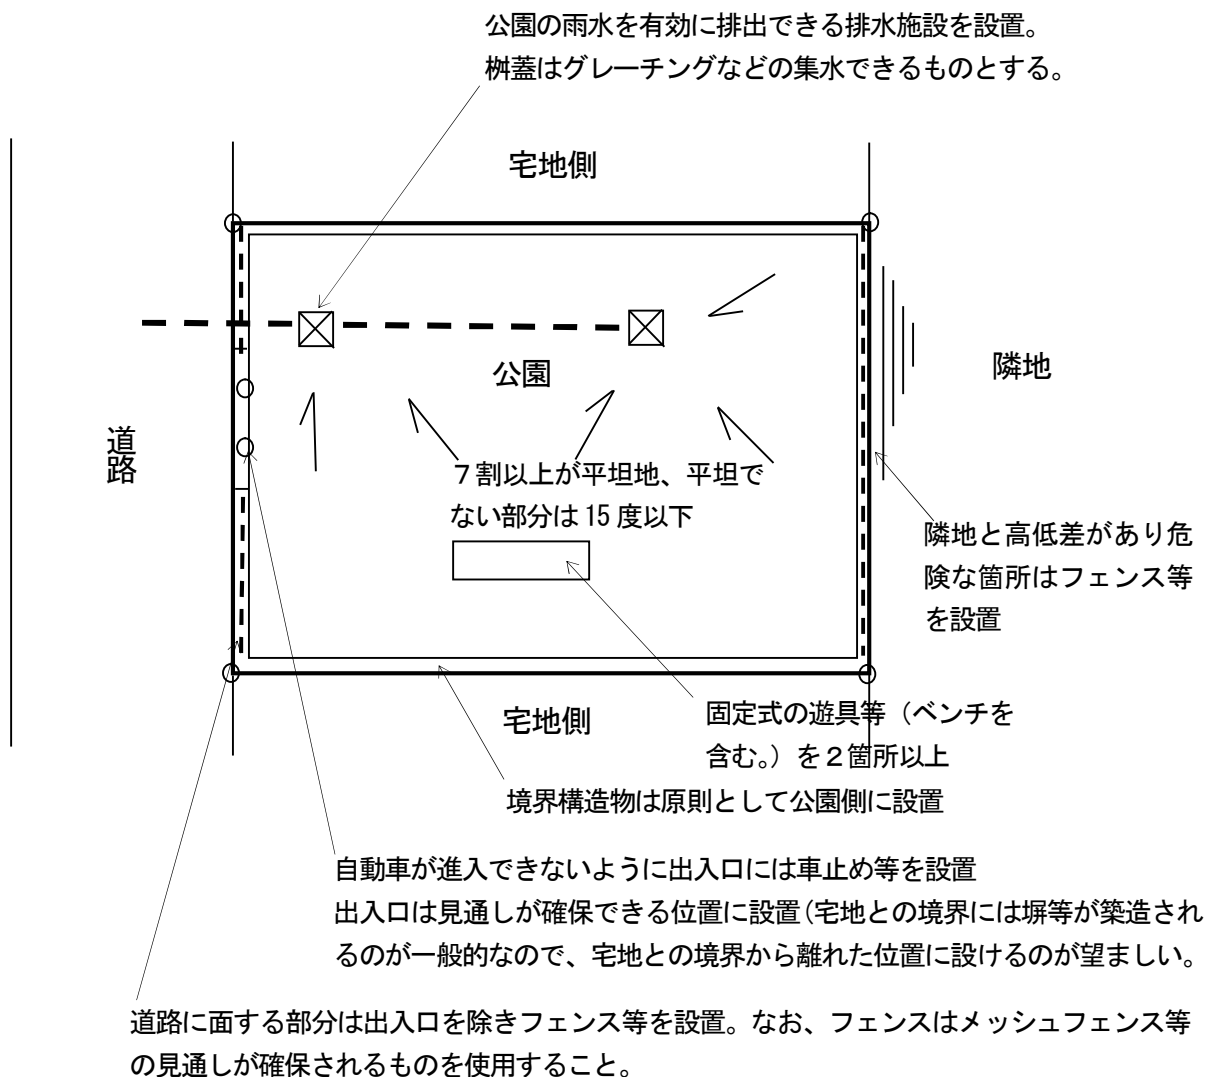 公園の雨水を有効に排出できる排水施設を設置。
桝蓋はグレーチングなどの集水できるものとする。
宅地側
公園
隣地
道路
7割以上が平坦地、平坦で
ない部分は15度以下
隣地と高低差があり危
険な箇所はフェンス等
を設置
宅地側
固定式の遊具等（ベンチを
含む。）を２箇所以上
境界構造物は原則として公園側に設置
自動車が進入できないように出入口には車止め等を設置
出入口は見通しが確保できる位置に設置（宅地との境界には塀等が築造され
るのが一般的なので、宅地との境界から離れた位置に設けるのが望ましい。
道路に面する部分は出入口を除きフェンス等を設置。なお、フェンスはメッシュフェンス等
の見通しが確保されるものを使用すること。